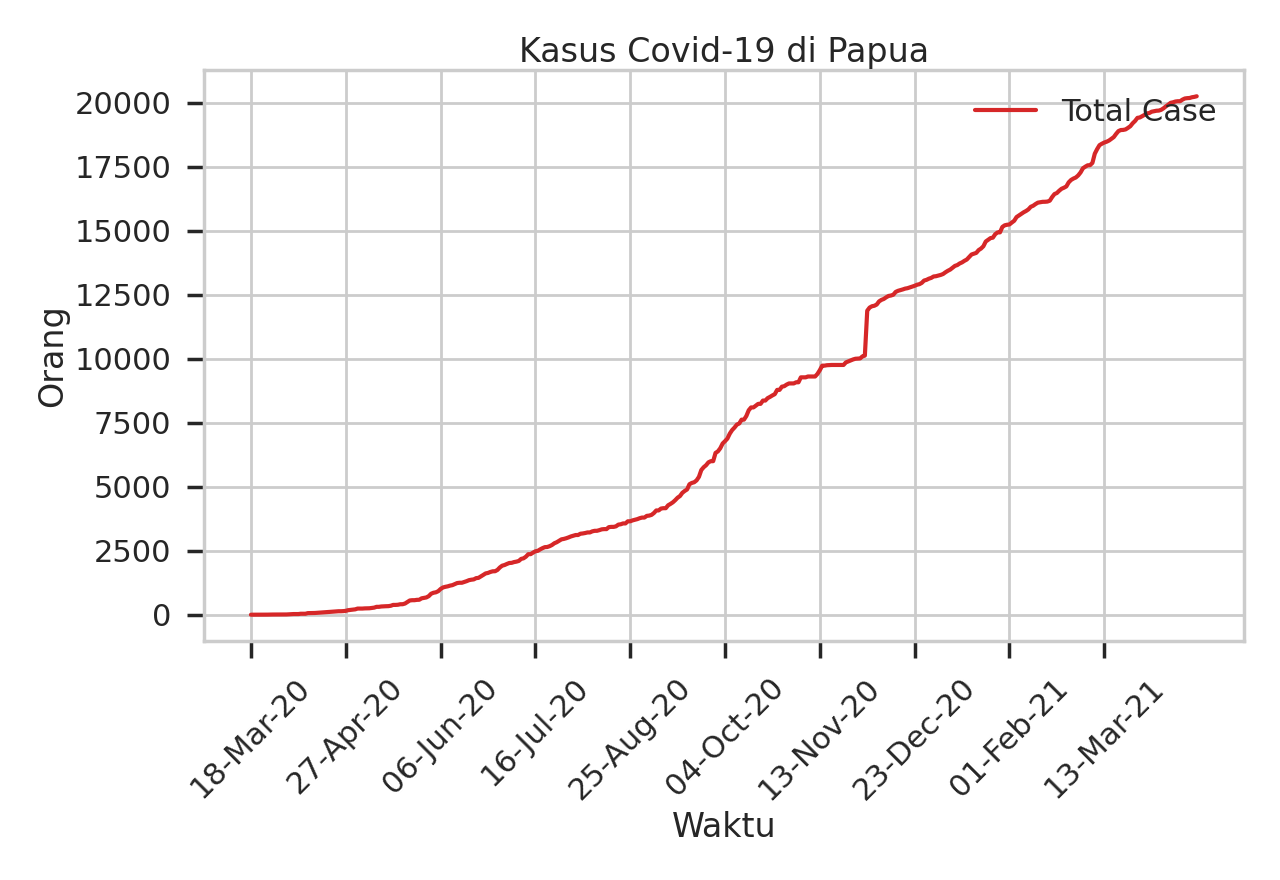 Kasus Covid-19 di Papua
Total Case
20000
17500
15000
12500
10000
7500
5000
2500
0
Orang
18-Mar-20
27-Apr-20
06-Jun-20
16-Jul-20
25-Aug-20
04-Oct-20
13-Nov-20
23-Dec-20
01-Feb-21
13-Mar-21
Waktu